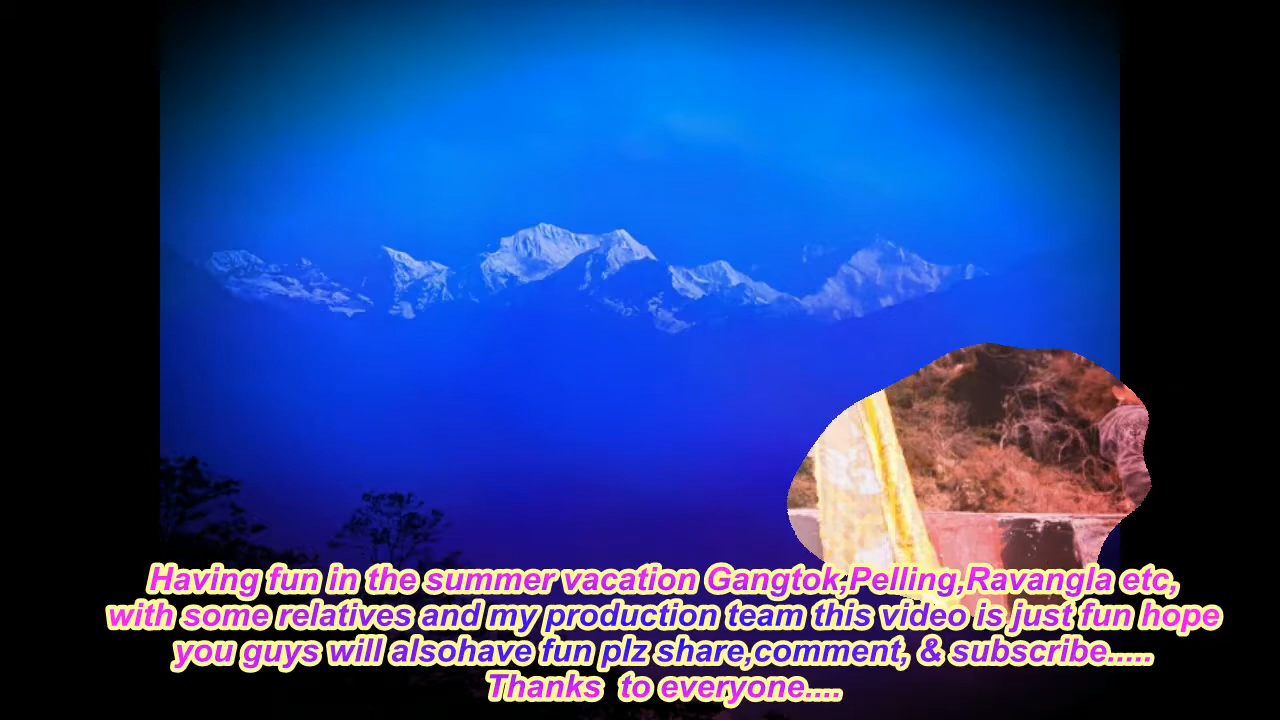 Having fun in the summer vacation Gangtok,Pelling,Ravangla etc,
with some relatives and my production team this video is just fun hope
you guys will alsohave fun plz share,comment, & subscribe.....
Thanks  to everyone....